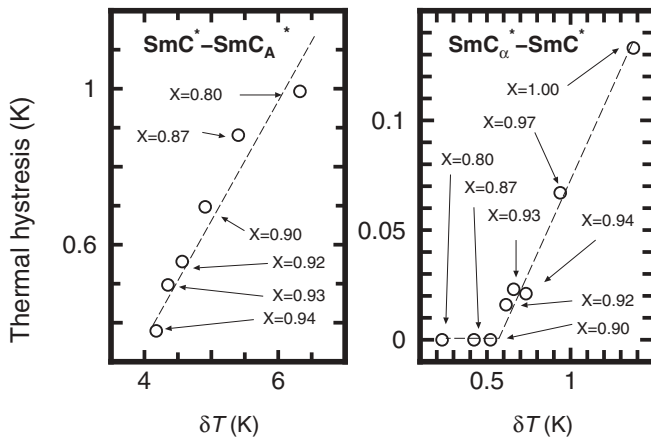 SmC*−SmCA*
SmCα*−SmC*
Thermal hystresis (K)
1
0.6
X=0.80
X=0.87
X=0.90
X=0.92
X=0.93
X=0.94
4
6
δT (K)
0.1
0.05
0
X=1.00
X=0.97
X=0.80
X=0.87
X=0.93
X=0.94
X=0.92
X=0.90
0.5
1
δT (K)